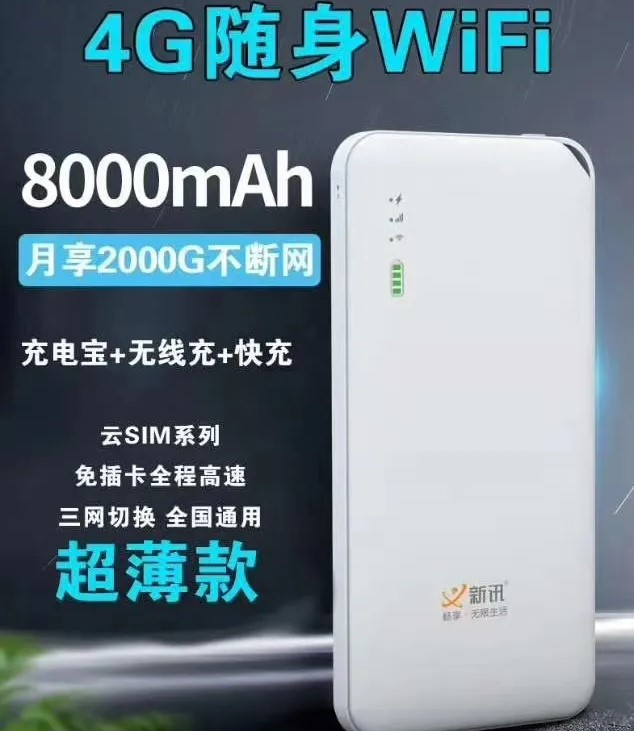 4G随身WiFi
8000mAh
月享2000G不断网
充电宝+无线充+快充
云SIM系列
免插卡全程高速
三网切换 全国通用
超薄款
新讯®
畅享·无限生活